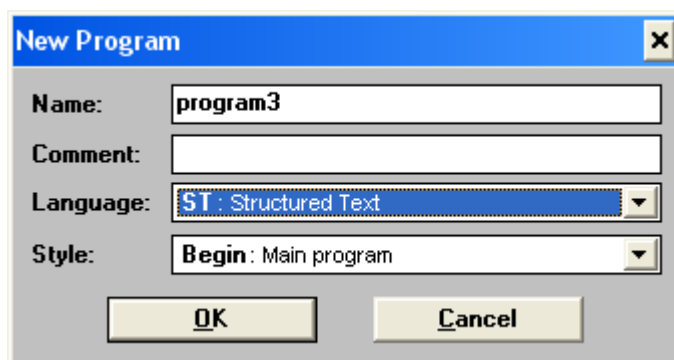 New Program
Name: program3
Comment:
Language: ST : Structured Text
Style: Begin : Main program
OK Cancel